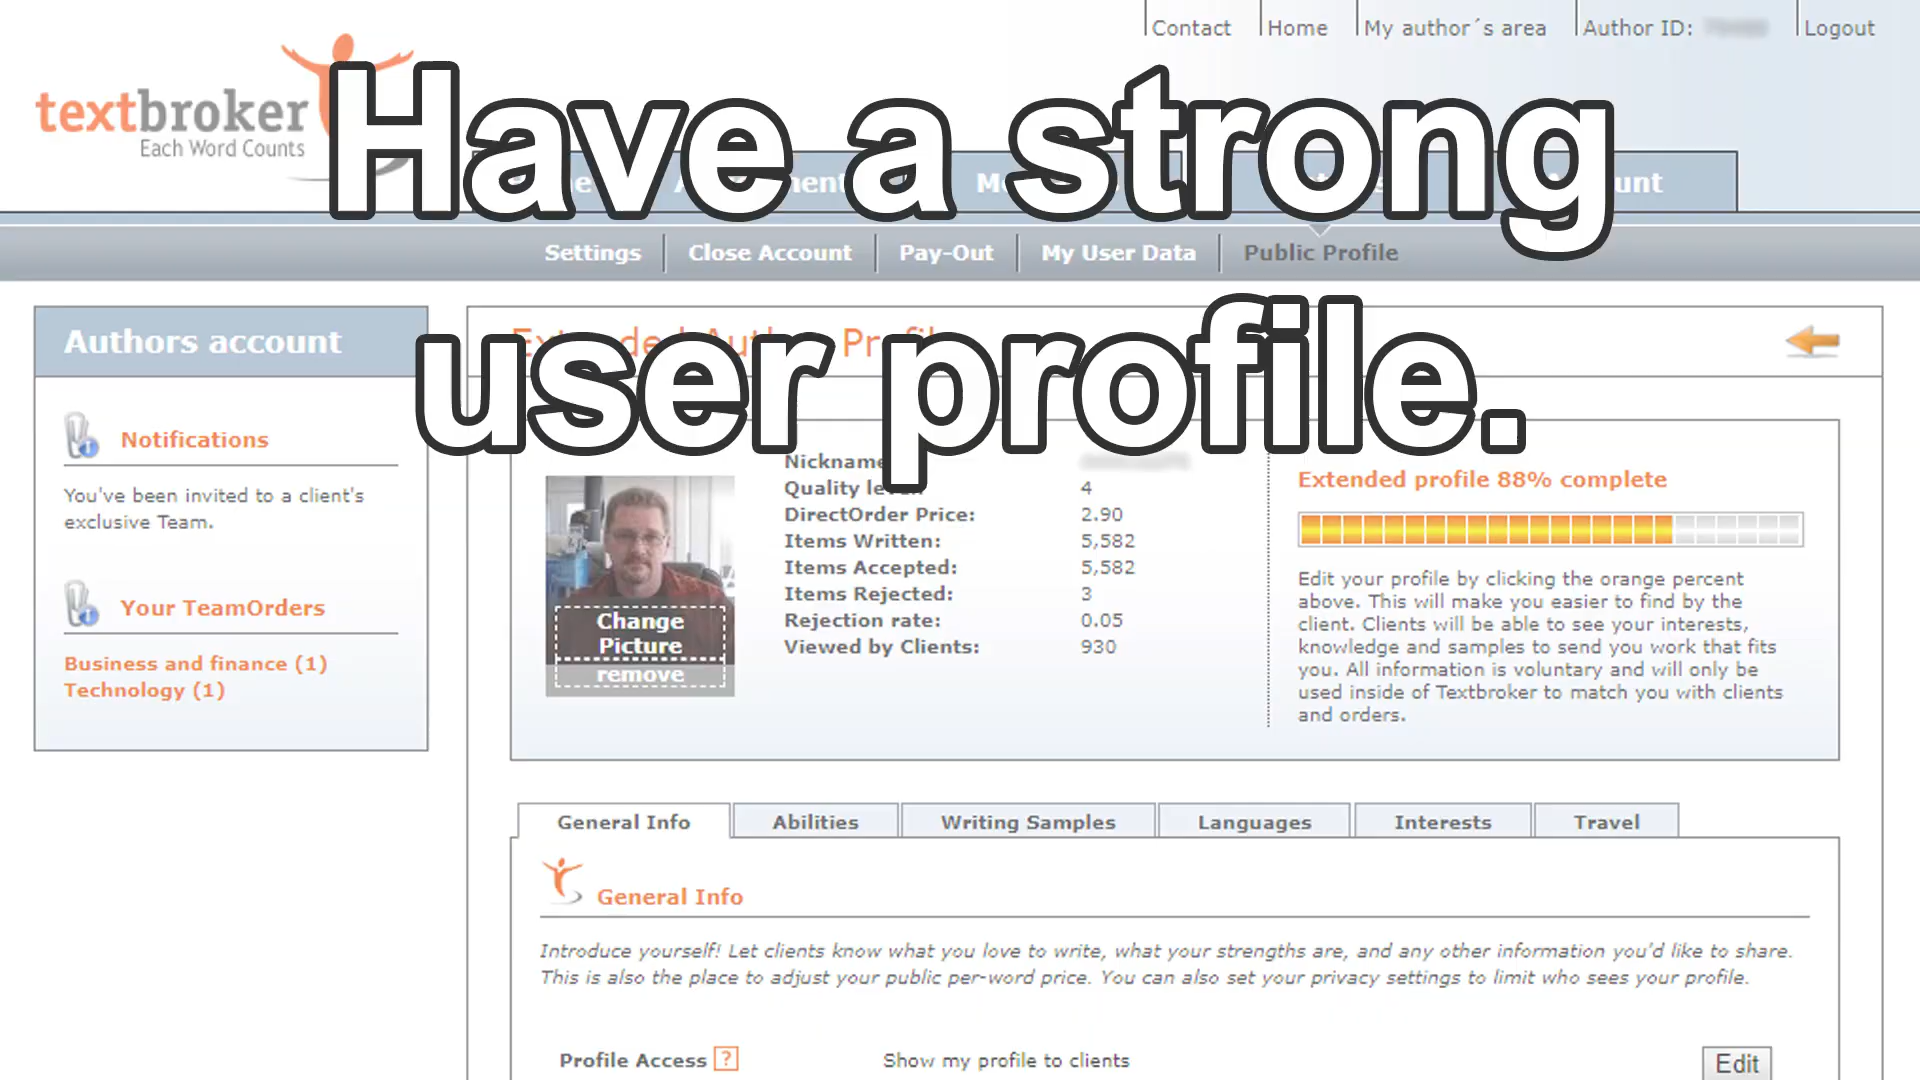 Contact
Home
My author´s area
Author ID:
Logout
textbroker
Each Word Counts
Have a strong
user profile.
Settings
Close Account
Pay-Out
My User Data
Public Profile
Authors account
Notifications
You've been invited to a client's
exclusive Team.
Your TeamOrders
Business and finance (1)
Technology (1)
Change
Picture
remove
Nickname
Quality 4
DirectOrder Price: 2.90
Items Written: 5,582
Items Accepted: 5,582
Items Rejected: 3
Rejection rate: 0.05
Viewed by Clients: 930
Extended profile 88% complete
Edit your profile by clicking the orange percent
above. This will make you easier to find by the
client. Clients will be able to see your interests,
knowledge and samples to send you work that fits
you. All information is voluntary and will only be
used inside of Textbroker to match you with clients
and orders.
General Info
Abilities
Writing Samples
Languages
Interests
Travel
General Info
Introduce yourself! Let clients know what you love to write, what your strengths are, and any other information you'd like to share.
This is also the place to adjust your public per-word price. You can also set your privacy settings to limit who sees your profile.
Profile Access ? Show my profile to clients Edit